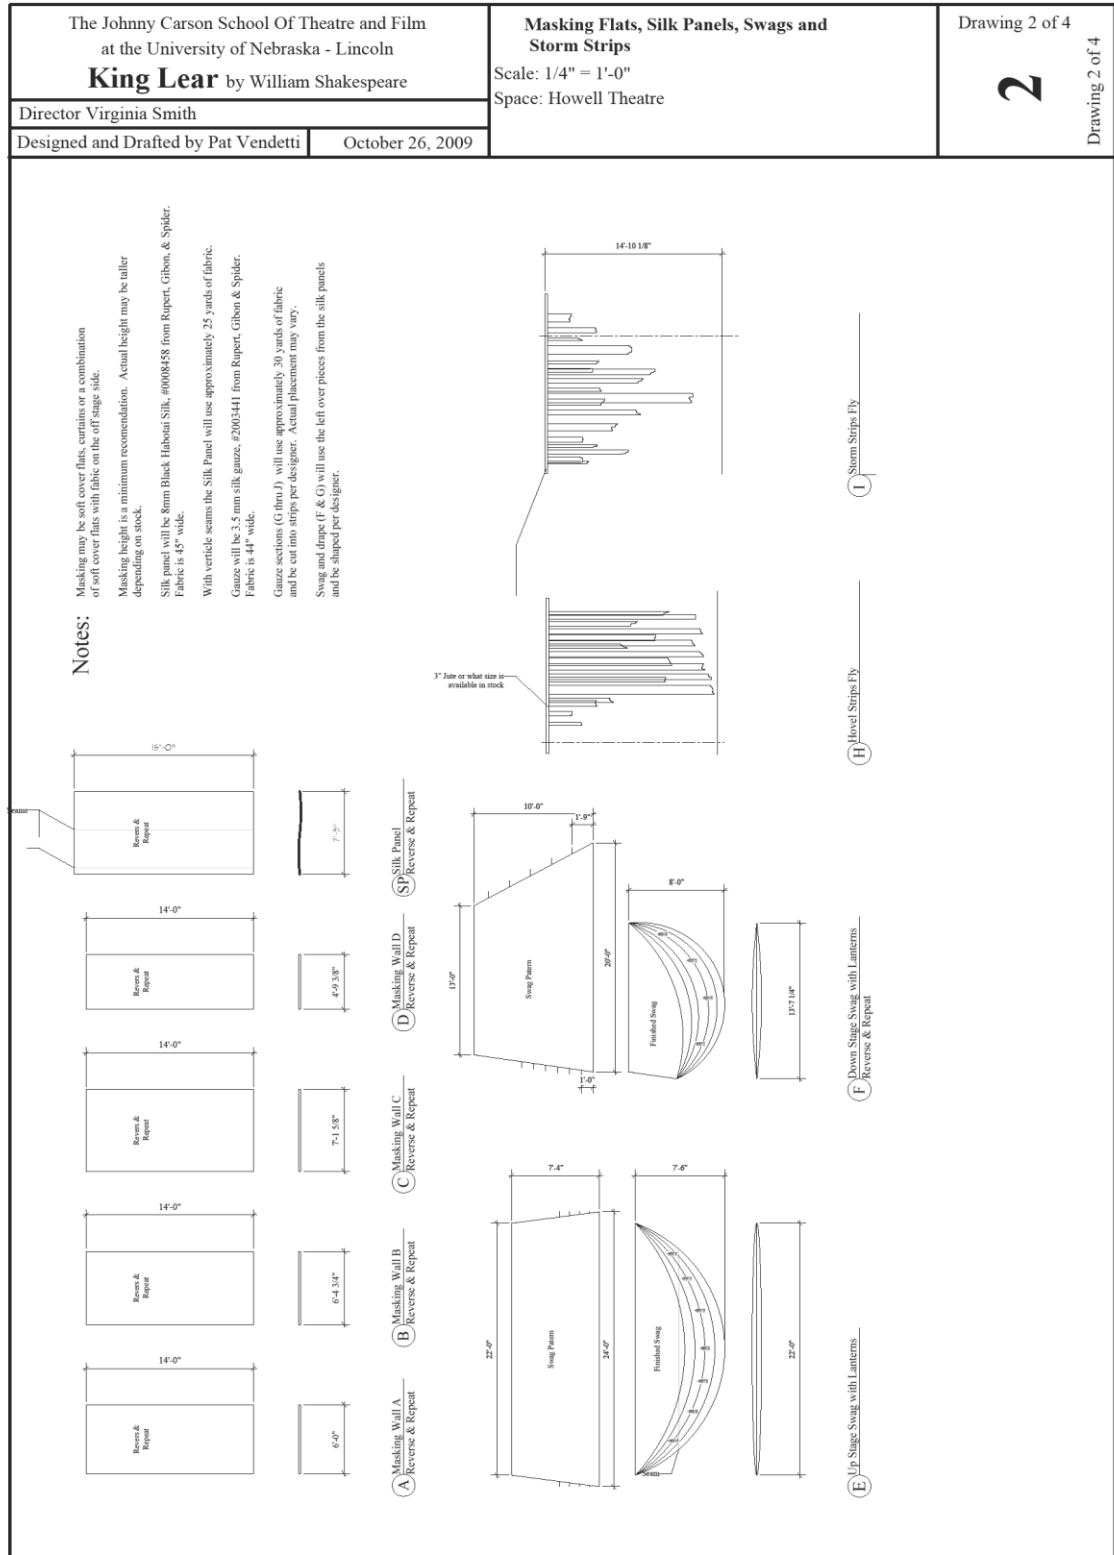 The Johnny Carson School Of Theatre and Film
at the University of Nebraska - Lincoln
King Lear by William Shakespeare
Director Virginia Smith
Designed and Drafted by Pat Vendetti
October 26, 2009
Masking Flats, Silk Panels, Swags and
Storm Strips
Scale: 1/4" = 1'-0"
Space: Howell Theatre
Drawing 2 of 4
2
Drawing 2 of 4
Notes:
Masking may be soft cover flats, curtains or a combination
of soft cover flats with fabic on the off stage side.
Masking height is a minimum recomendation. Actual height may be taller
depending on stock.
Silk panel will be 8mm Black Habotai Silk, #0008458 from Rupert, Gibon, & Spider.
Fabric is 45" wide.
With verticle seams the Silk Panel will use approximately 25 yards of fabric.
Gauze will be 3.5 mm silk gauze, #2003441 from Rupert, Gibon & Spider.
Fabric is 44" wide.
Gauze sections (G thru J) will use approximately 30 yards of fabric
and be cut into strips per designer. Actual placement may vary.
Swag and drape (F & G) will use the left over pieces from the silk panels
and be shaped per designer.
14'-0"
Revers &
Repeat
6'-0"
A
Masking Wall A
Reverse & Repeat
14'-0"
Revers &
Repeat
6'-4 3/4"
B
Masking Wall B
Reverse & Repeat
14'-0"
Revers &
Repeat
7'-1 5/8"
C
Masking Wall C
Reverse & Repeat
14'-0"
Revers &
Repeat
4'-9 3/8"
D
Masking Wall D
Reverse & Repeat
Revers &
Repeat
SP
Silk Panel
Reverse & Repeat
7'-4"
22'-0"
Swag Patern
24'-0"
7'-6"
Finished Swag
Seam
22'-0"
E
Up Stage Swag with Lanterns
10'-0"
1'-9"
13'-0"
Swag Patern
20'-0"
1'-0"
8'-0"
Finished Swag
13'-7 1/4"
F
Down Stage Swag with Lanterns
Reverse & Repeat
3" Jute or what size is
available in stock
H
Hovel Strips Fly
14'-10 1/8"
I
Storm Strips Fly